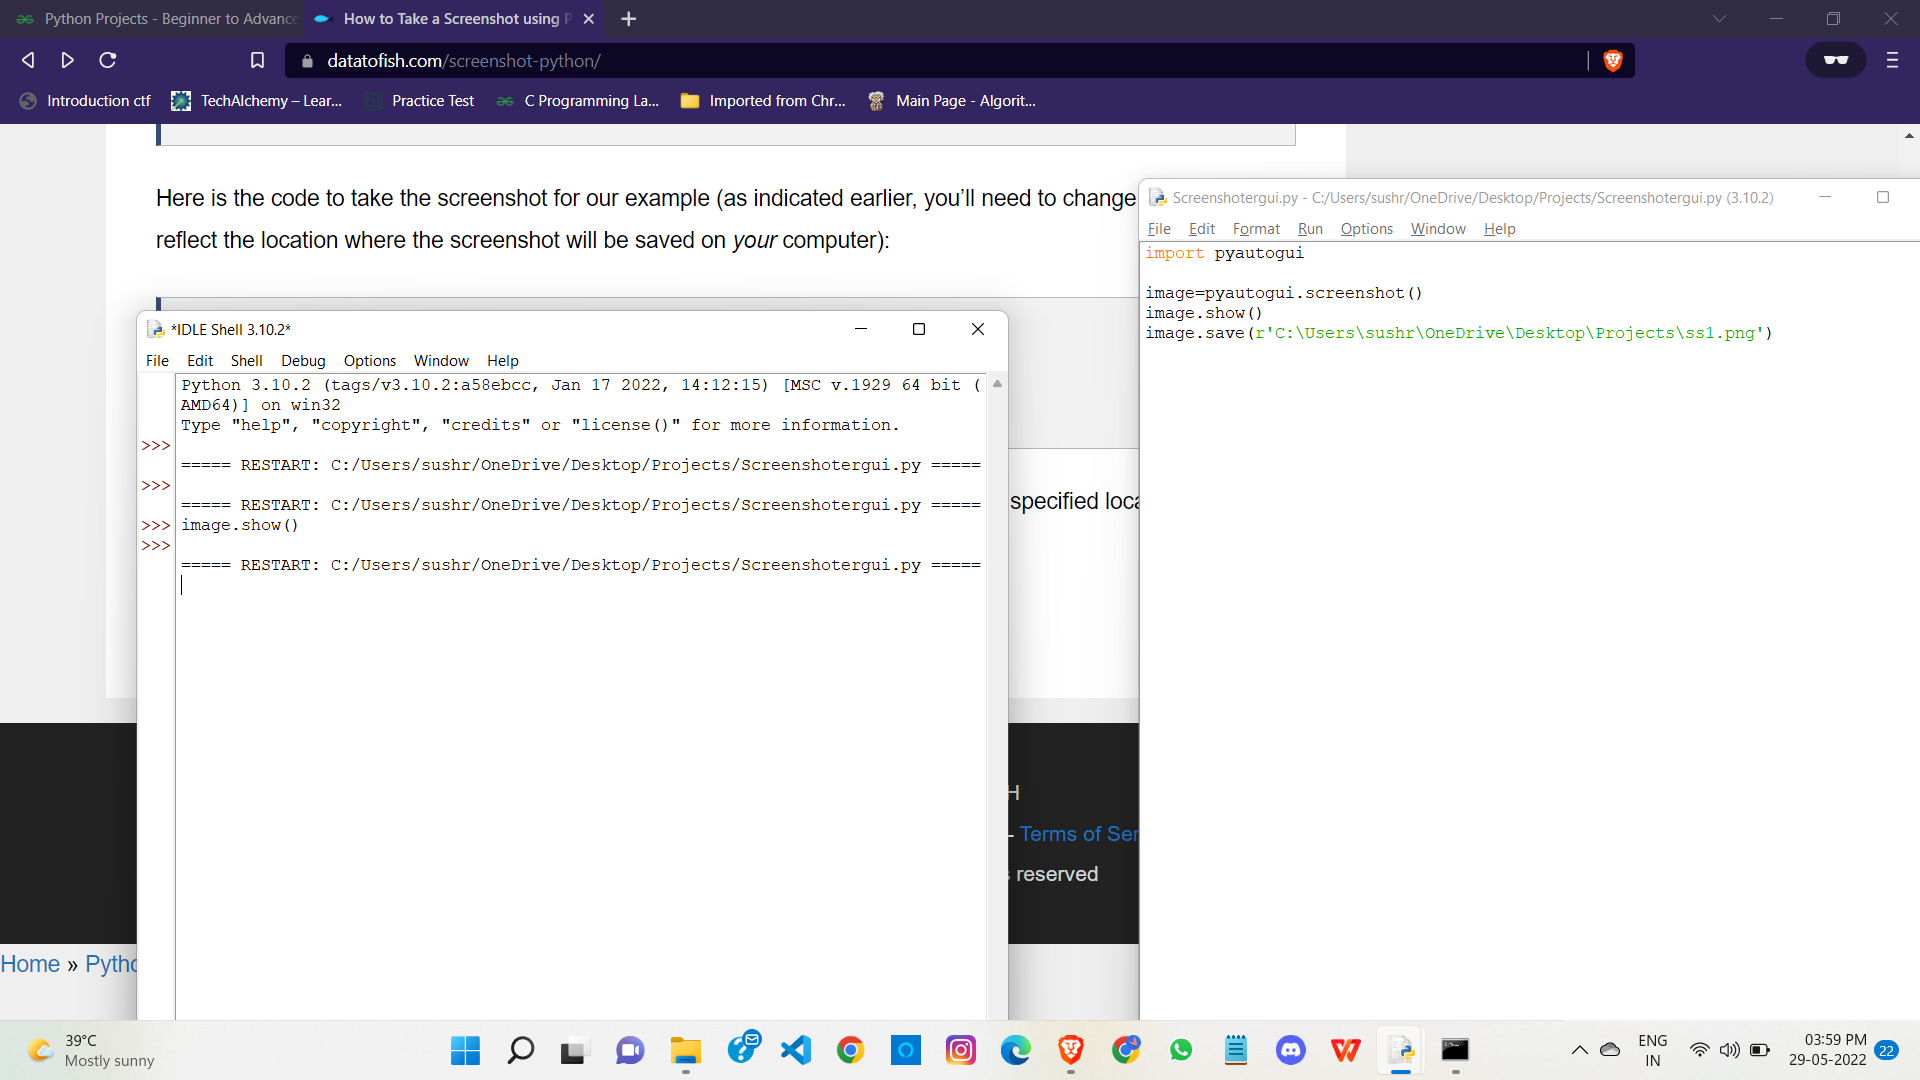 Python Projects - Beginner to Advance
How to Take a Screenshot using P
datatofish.com/screenshot-python/
Introduction ctf
TechAlchemy – Lear...
Practice Test
C Programming La...
Imported from Chr...
Main Page - Algorit...
Here is the code to take the screenshot for our example (as indicated earlier, you’ll need to change
reflect the location where the screenshot will be saved on your computer):
*IDLE Shell 3.10.2*
File Edit Shell Debug Options Window Help
Python 3.10.2 (tags/v3.10.2:a58ebcc, Jan 17 2022, 14:12:15) [MSC v.1929 64 bit (
AMD64)] on win32
Type "help", "copyright", "credits" or "license()" for more information.
>>>
===== RESTART: C:/Users/sushr/OneDrive/Desktop/Projects/Screenshotergui.py =====
>>>
===== RESTART: C:/Users/sushr/OneDrive/Desktop/Projects/Screenshotergui.py =====
>>> image.show()
>>>
===== RESTART: C:/Users/sushr/OneDrive/Desktop/Projects/Screenshotergui.py =====
Screenshotergui.py - C:/Users/sushr/OneDrive/Desktop/Projects/Screenshotergui.py (3.10.2)
File Edit Format Run Options Window Help
import pyautogui
image=pyautogui.screenshot()
image.show()
image.save(r'C:\Users\sushr\OneDrive\Desktop\Projects\ss1.png')
specified loca
H
- Terms of Ser
s reserved
Home » Pytho
39°C
Mostly sunny
ENG
IN
03:59 PM
29-05-2022
22